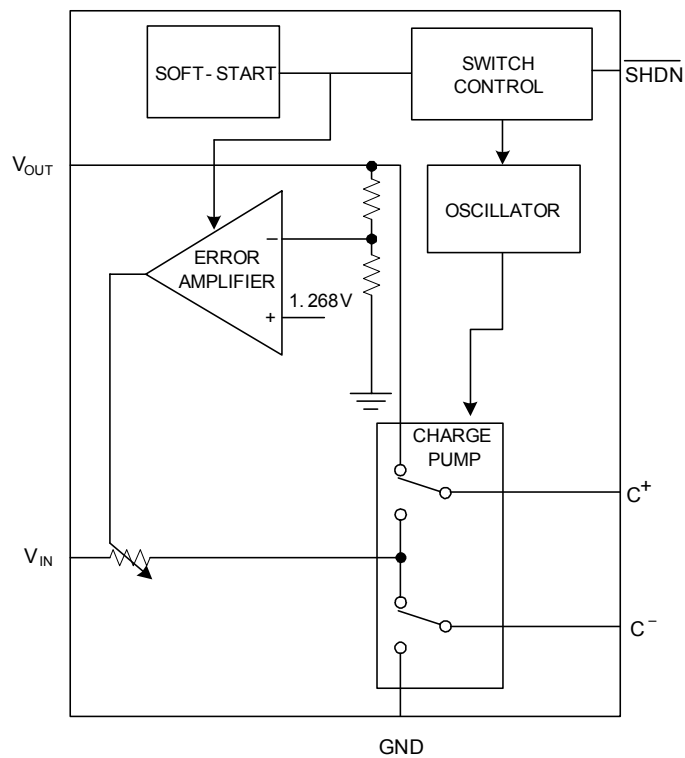 SOFT-START
SWITCH
CONTROL
SHDN
VOUT
OSCILLATOR
−
ERROR
AMPLIFIER
1.268V
+
CHARGE
PUMP
C+
VIN
C−
GND